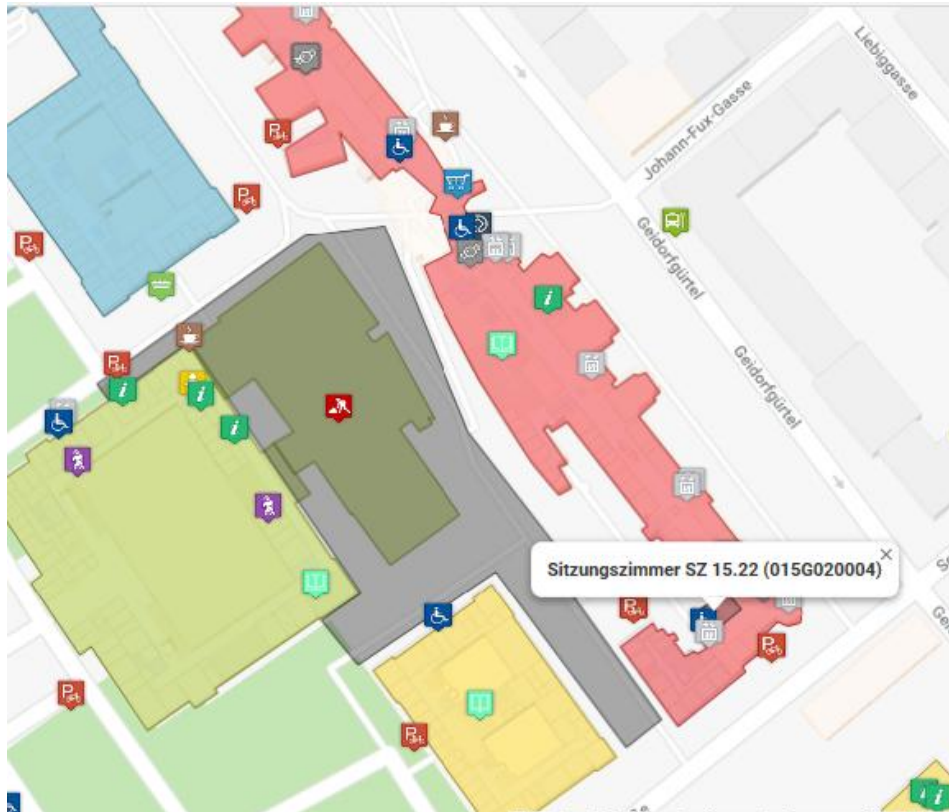 Liebiggasse
Johann-Fux-Gasse
Geidorfgürtel
Geidorfgürtel
Sitzungszimmer SZ 15.22 (015G020004)